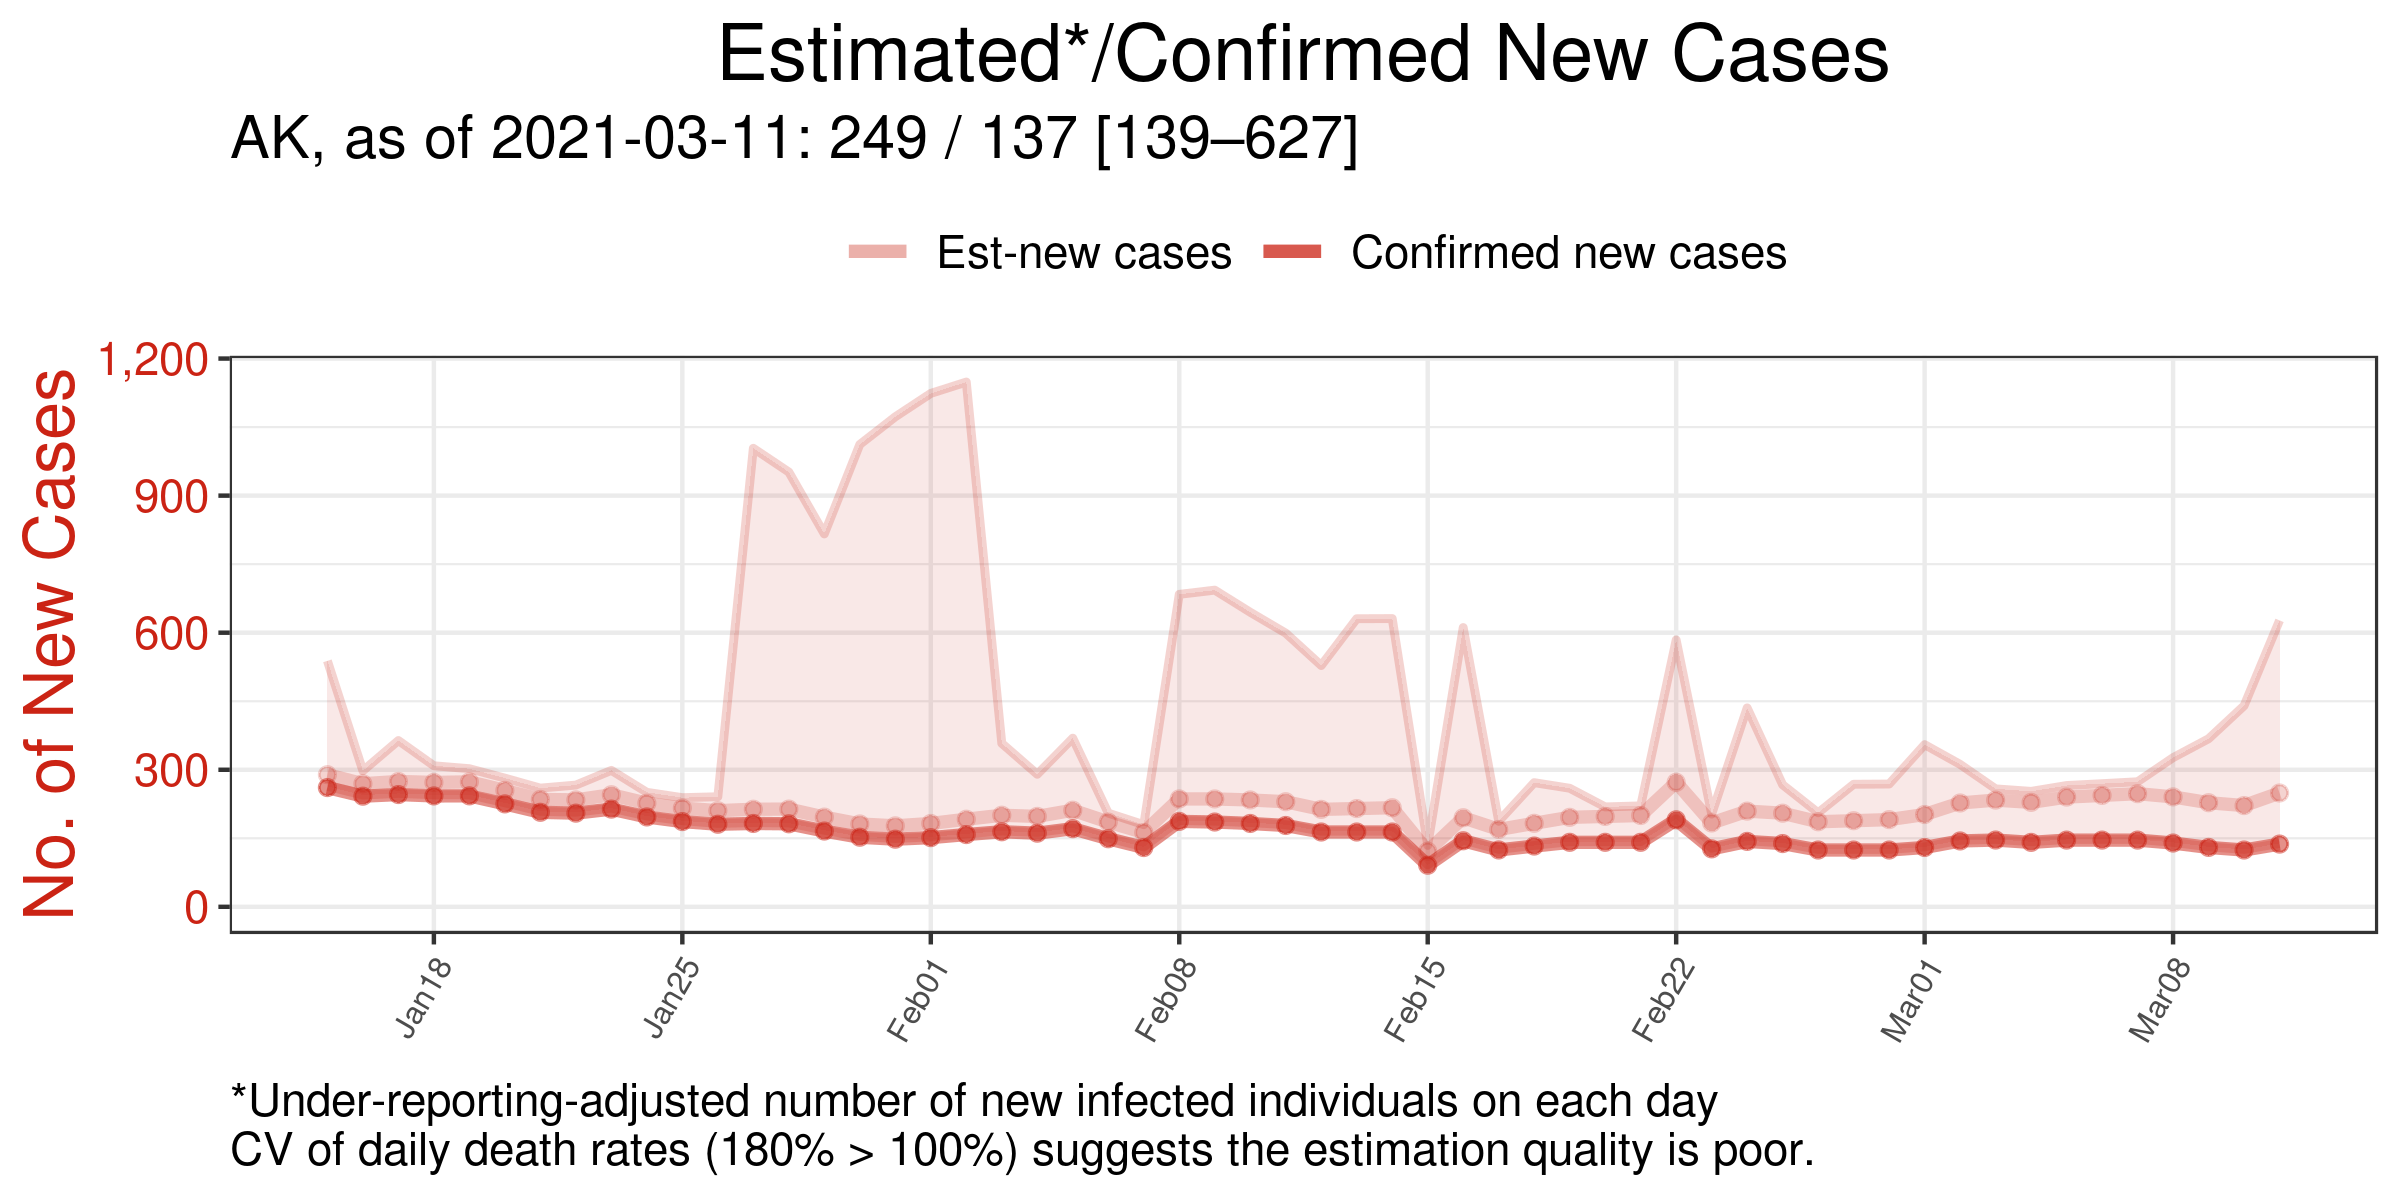 Estimated*/Confirmed New Cases
AK, as of 2021-03-11: 249 / 137 [139–627]
Est-new cases
Confirmed new cases
No. of New Cases
1,200
900
600
300
0
Jan18
Jan25
Feb01
Feb08
Feb15
Feb22
Mar01
Mar08
*Under-reporting-adjusted number of new infected individuals on each day
CV of daily death rates (180% > 100%) suggests the estimation quality is poor.